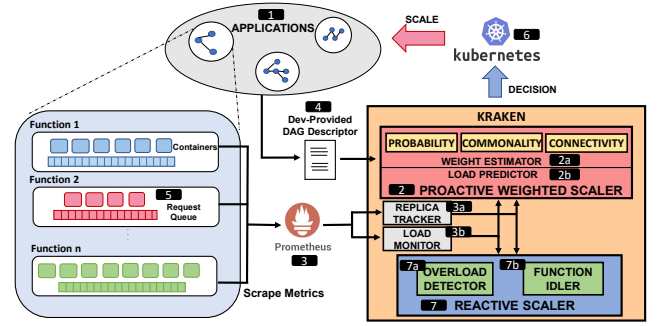 1
APPLICATIONS
SCALE
6
kubernetes
DECISION
4
Dev-Provided
DAG Descriptor
Function 1
Containers
Function 2
5
Request
Queue
Function n
Scrape Metrics
Prometheus
3
KRAKEN
PROBABILITY COMMONALITY CONNECTIVITY
WEIGHT ESTIMATOR 2a
LOAD PREDICTOR 2b
2 PROACTIVE WEIGHTED SCALER
REPLICA
TRACKER
3a
LOAD
MONITOR
3b
7a
OVERLOAD
DETECTOR
7b
FUNCTION
IDLER
7 REACTIVE SCALER